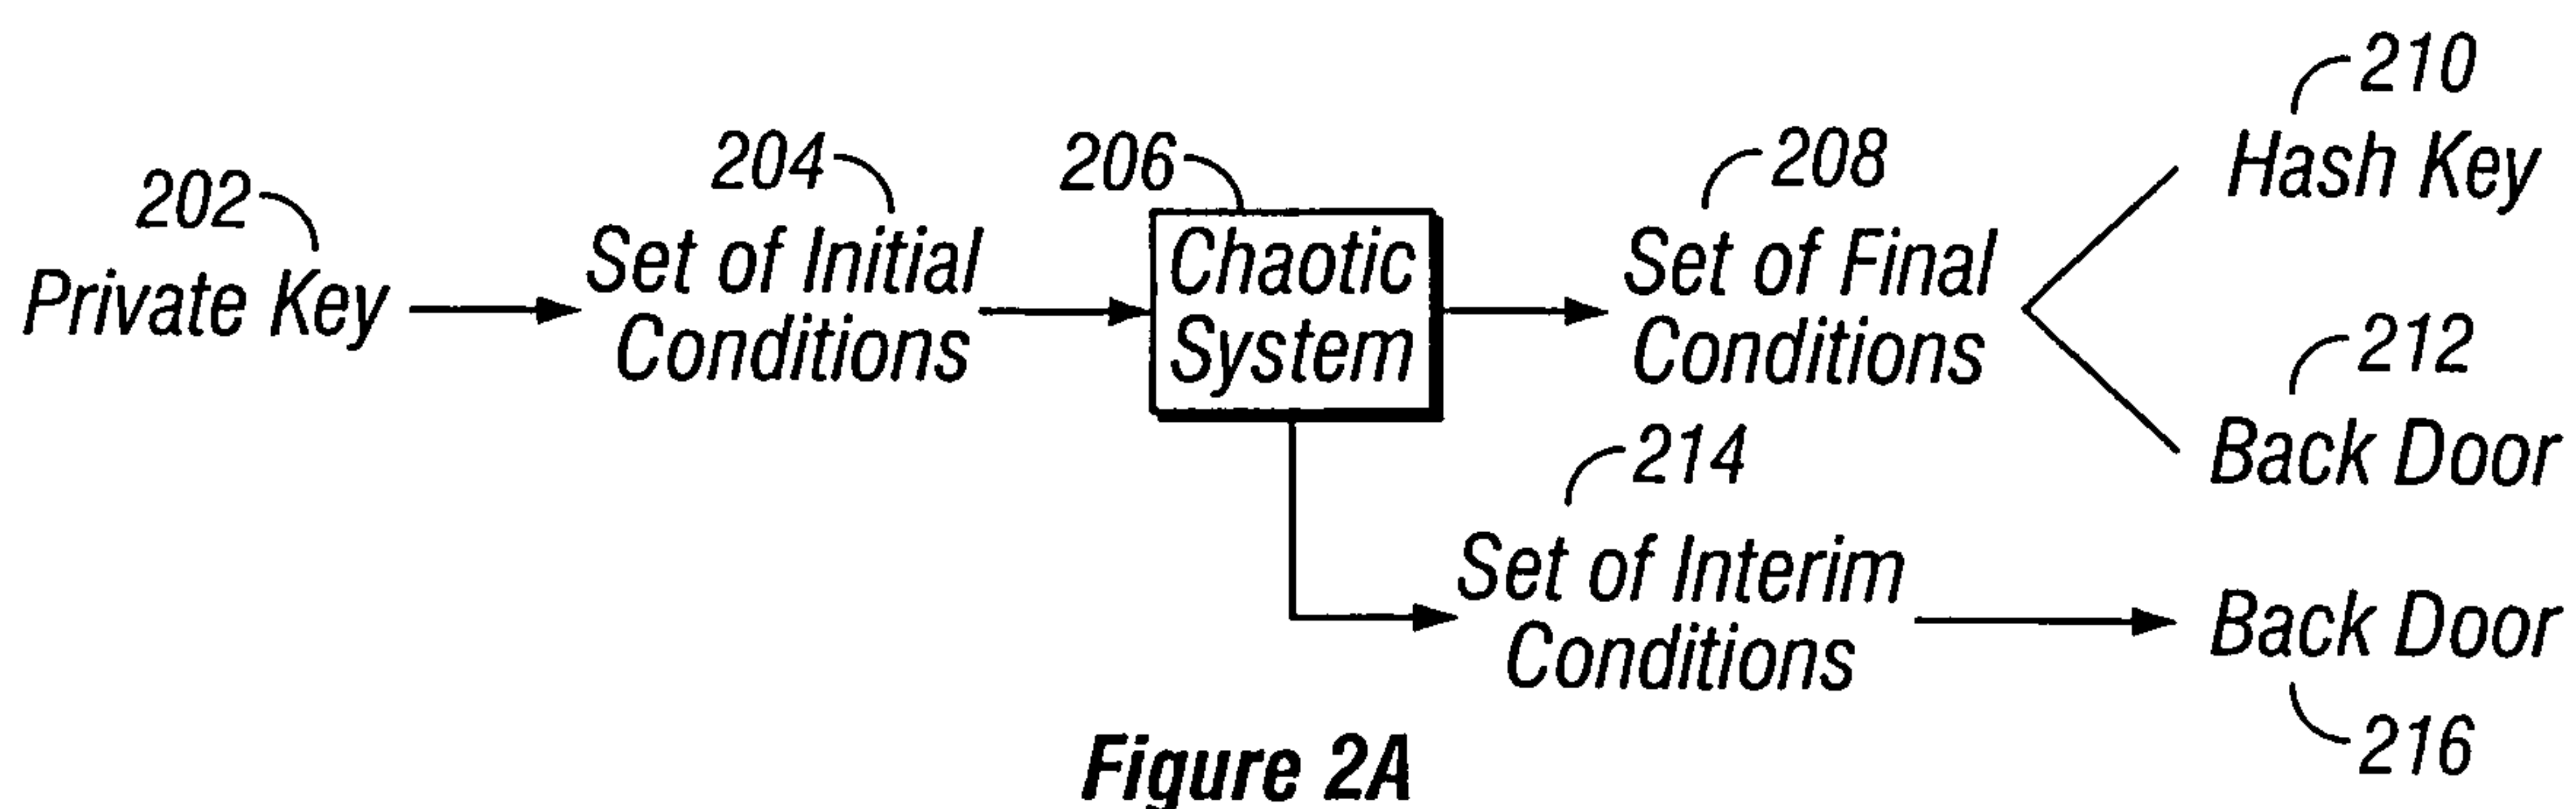 210
Hash Key
204
206
208
202
Set of Initial
Conditions
Chaotic
System
Set of Final
Conditions
Private Key
212
Back Door
214
Set of Interim
Conditions
Back Door
216
Figure 2A